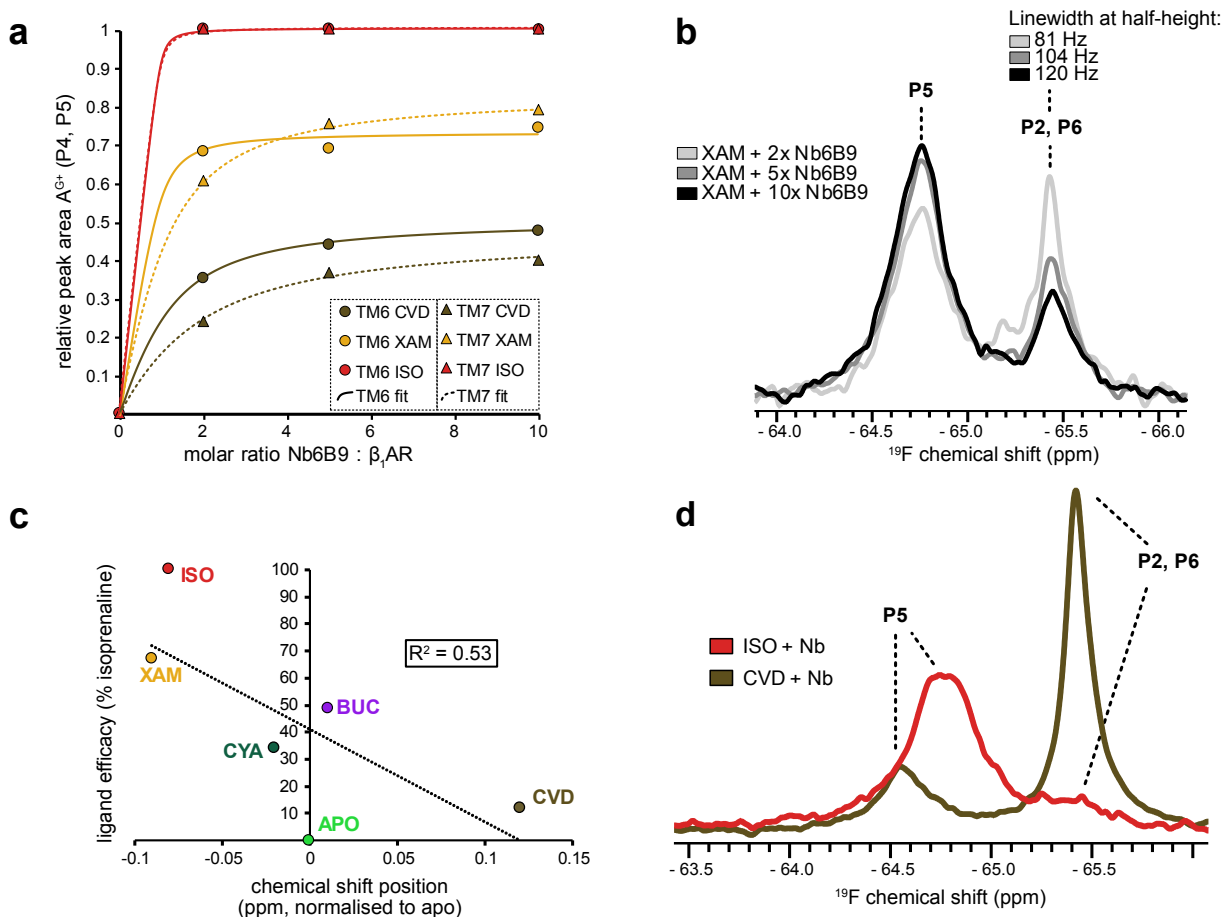 a
relative peak area A^G+ (P4, P5)
1
0.9
0.8
0.7
0.6
0.5
0.4
0.3
0.2
0.1
0
0 2 4 6 8 10
molar ratio Nb6B9 : β₁AR
TM6 CVD
TM6 XAM
TM6 ISO
TM6 fit
TM7 CVD
TM7 XAM
TM7 ISO
TM7 fit
b
Linewidth at half-height:
81 Hz
104 Hz
120 Hz
P5
P2, P6
XAM + 2x Nb6B9
XAM + 5x Nb6B9
XAM + 10x Nb6B9
- 64.0 - 64.5 - 65.0 - 65.5 - 66.0
¹⁹F chemical shift (ppm)
c
ligand efficacy (% isoprenaline)
100
90
80
70
60
50
40
30
20
10
ISO
XAM
CYA
BUC
APO
CVD
R² = 0.53
-0.1 -0.05 0 0.05 0.1 0.15
chemical shift position
(ppm, normalised to apo)
d
P5
P2, P6
ISO + Nb
CVD + Nb
- 63.5 - 64.0 - 64.5 - 65.0 - 65.5
¹⁹F chemical shift (ppm)